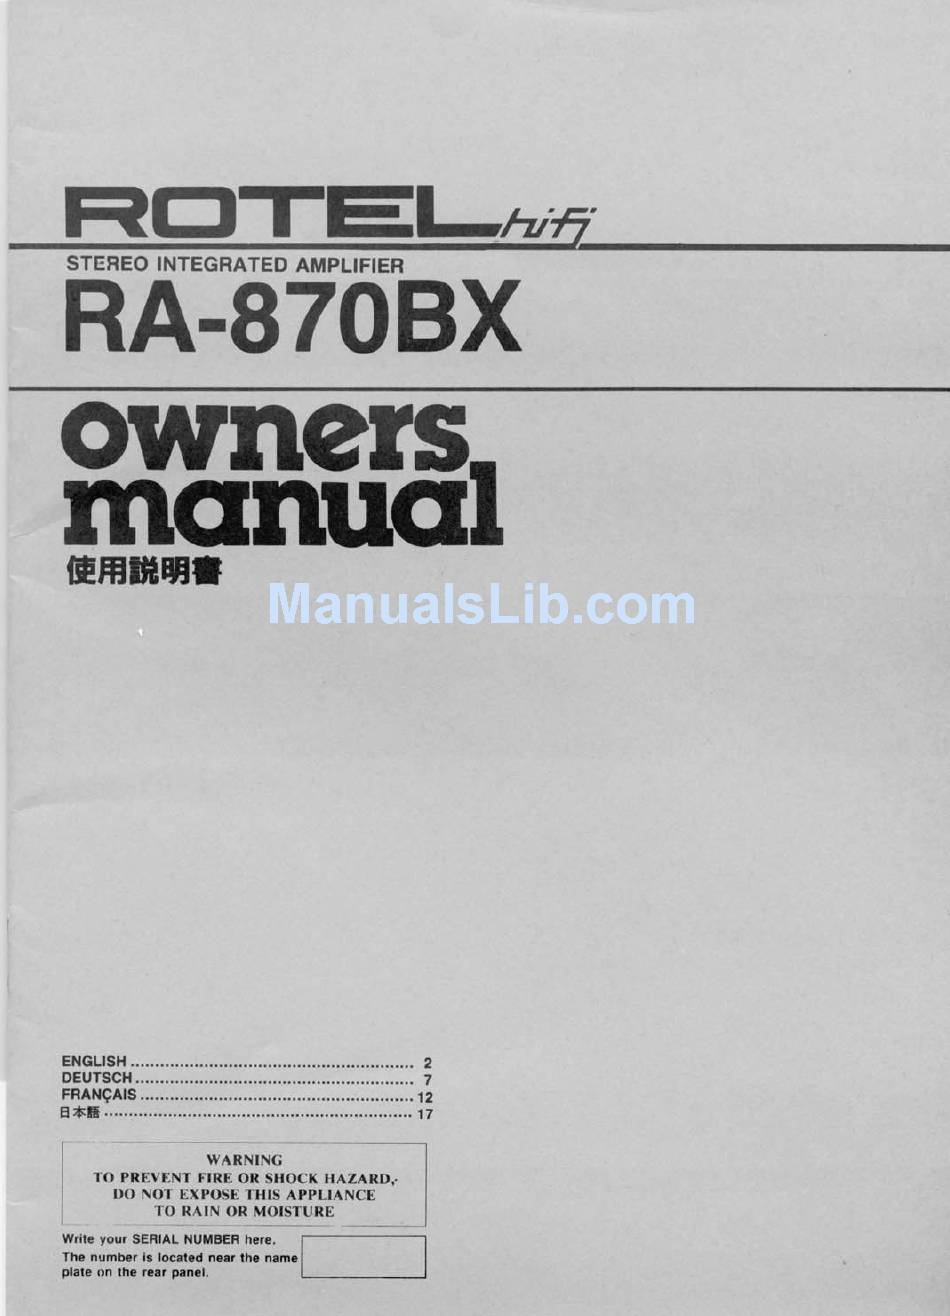 ROTEL hifi
STEREO INTEGRATED AMPLIFIER
RA-870BX
owners
manual
使用説明書
ManualsLib.com
ENGLISH ........................................................ 2
DEUTSCH ........................................................ 7
FRANÇAIS ...................................................... 12
日本語 ............................................................ 17
WARNING
TO PREVENT FIRE OR SHOCK HAZARD,
DO NOT EXPOSE THIS APPLIANCE
TO RAIN OR MOISTURE
Write your SERIAL NUMBER here.
The number is located near the name
plate on the rear panel.